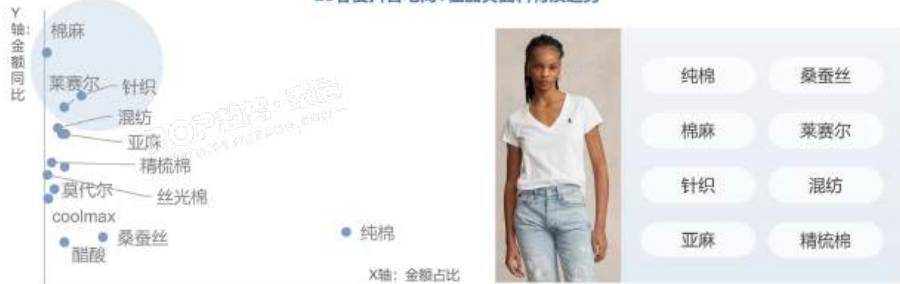 Y轴：金额同比
棉麻
莱赛尔
针织
混纺
亚麻
精梳棉
莫代尔
丝光棉
coolmax
桑蚕丝
醋酸
纯棉
X轴：金额占比
纯棉 桑蚕丝
棉麻 莱赛尔
针织 混纺
亚麻 精梳棉